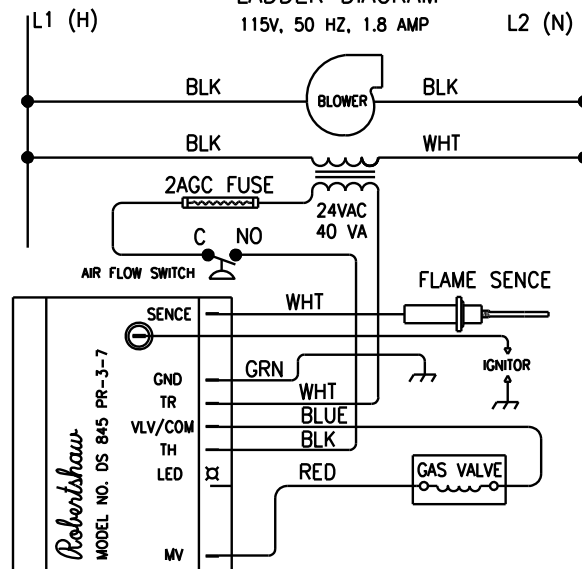 LADDER DIAGRAM
L1 (H)
115V, 50 HZ, 1.8 AMP
L2 (N)
BLK
BLOWER
BLK
BLK
WHT
2AGC FUSE
24VAC
40 VA
C NO
AIR FLOW SWITCH
FLAME SENCE
SENCE
WHT
IGNITOR
GND
GRN
TR
WHT
VLV/COM
BLUE
TH
BLK
LED
RED
GAS VALVE
MV
Robertshaw
MODEL NO. DS 845 PR-3-7